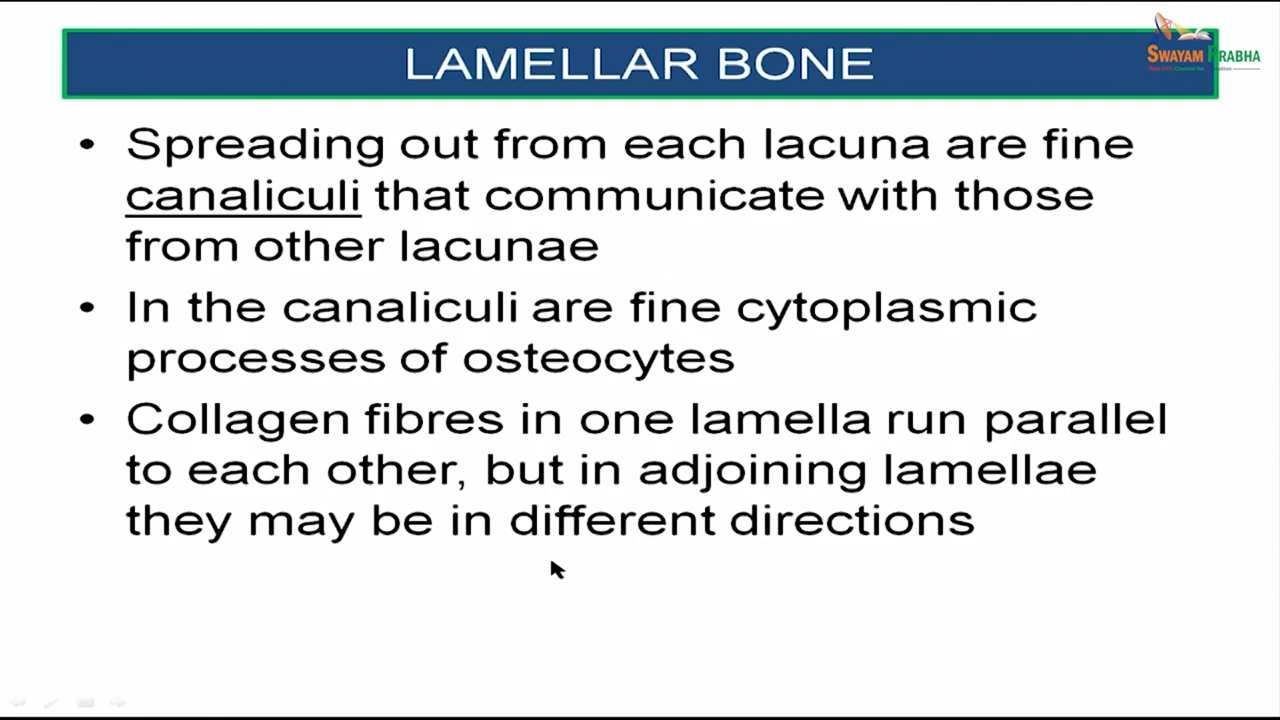 LAMELLAR BONE
SWAYAM PRABHA
• Spreading out from each lacuna are fine
canaliculi that communicate with those
from other lacunae
• In the canaliculi are fine cytoplasmic
processes of osteocytes
• Collagen fibres in one lamella run parallel
to each other, but in adjoining lamellae
they may be in different directions